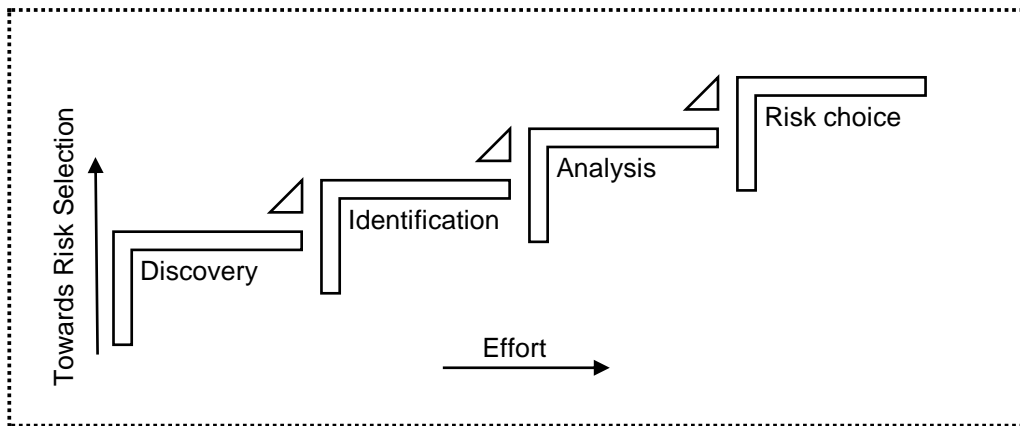 Risk choice
Analysis
Identification
Discovery
Towards Risk Selection
Effort